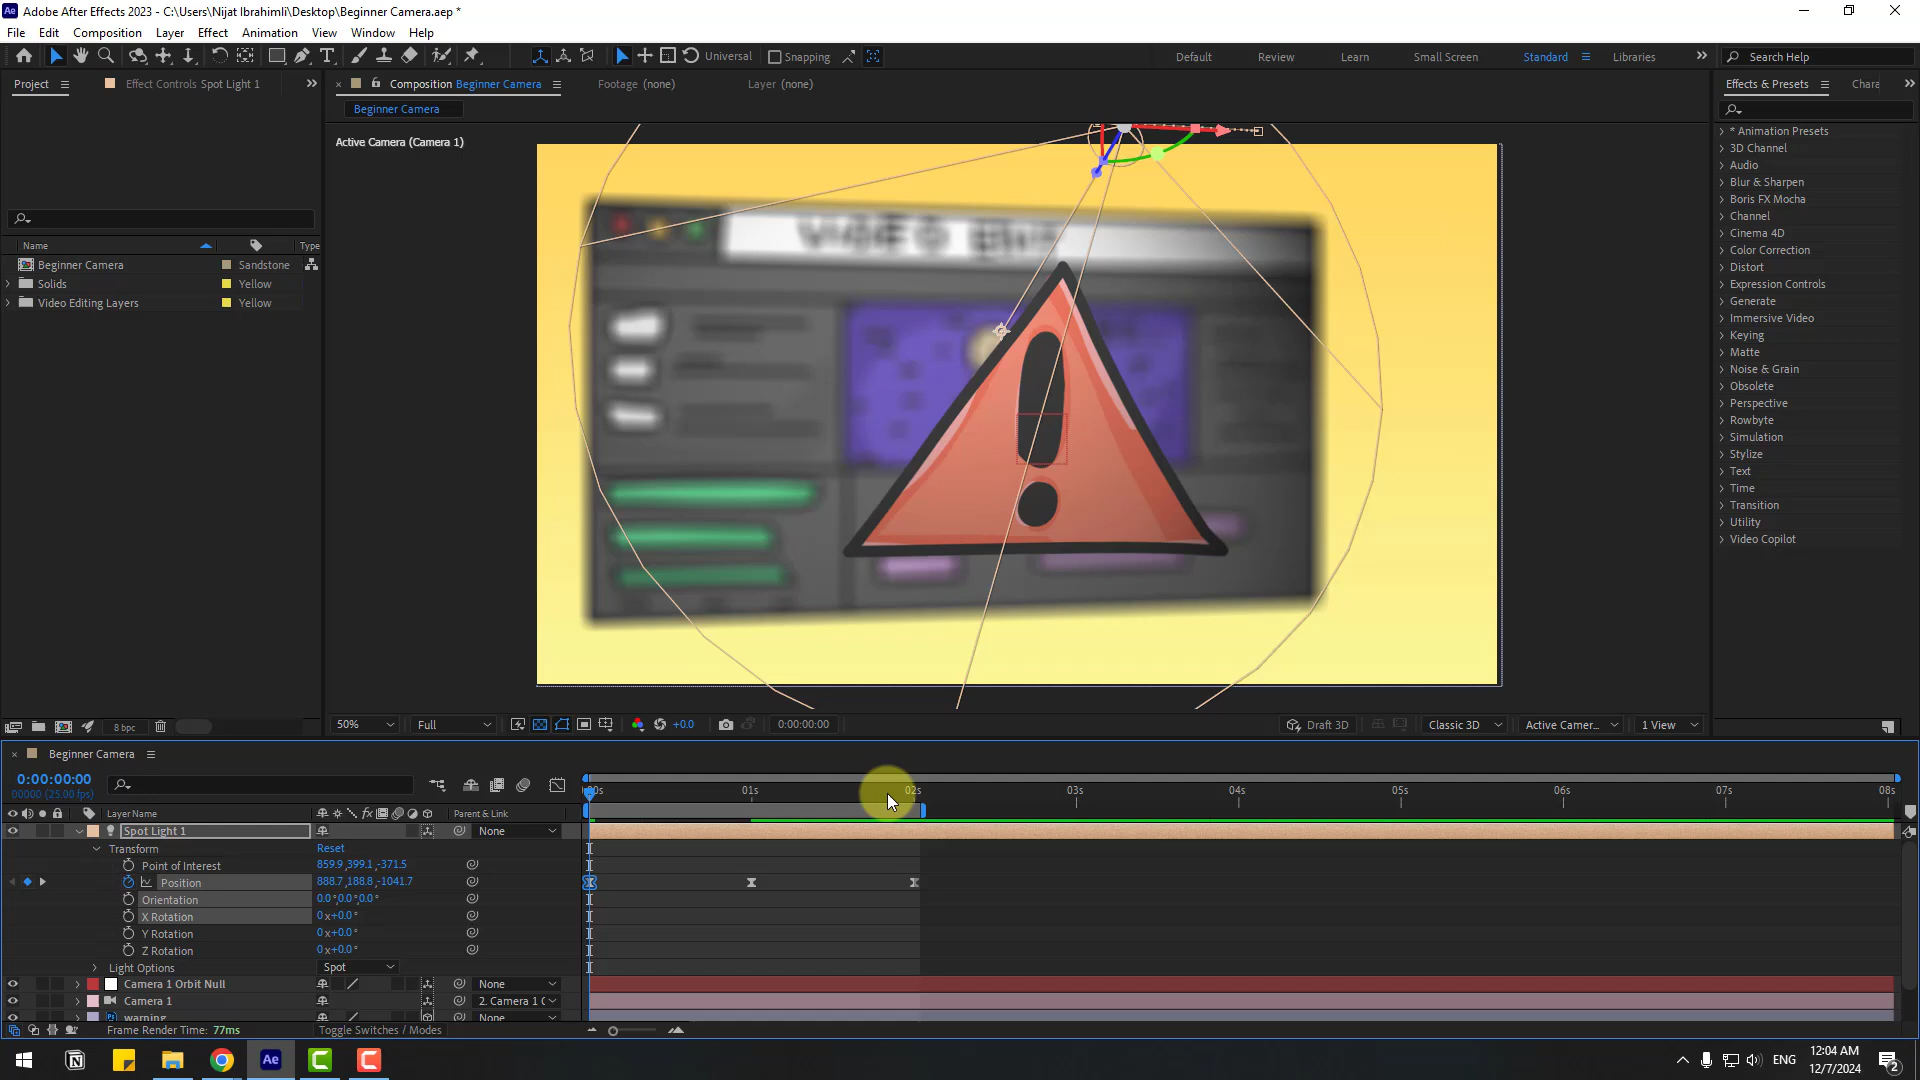 Adobe After Effects 2023 - C:\Users\Nijat Ibrahimli\Desktop\Beginner Camera.aep *
File Edit Composition Layer Effect Animation View Window Help
Universal Snapping Default Review Learn Small Screen Standard Libraries Search Help
Project Effect Controls Spot Light 1
Composition Beginner Camera Footage (none) Layer (none)
Beginner Camera
Active Camera (Camera 1)
Name Type
Beginner Camera Sandstone
Solids Yellow
Video Editing Layers Yellow
8 bpc
Effects & Presets Chara
* Animation Presets
3D Channel
Audio
Blur & Sharpen
Boris FX Mocha
Channel
Cinema 4D
Color Correction
Distort
Expression Controls
Generate
Immersive Video
Keying
Matte
Noise & Grain
Obsolete
Perspective
Rowbyte
Simulation
Stylize
Text
Time
Transition
Utility
Video Copilot
50% Full +0.0 0:00:00:00 Draft 3D Classic 3D Active Camer... 1 View
Beginner Camera
0:00:00:00
00000 (25.00 fps)
:00s 01s 02s 03s 04s 05s 06s 07s 08s
Layer Name Parent & Link
Spot Light 1 None
Transform Reset
Point of Interest 859.9,399.1,-371.5
Position 888.7,188.8,-1041.7
Orientation 0.0°,0.0°,0.0°
X Rotation 0x+0.0°
Y Rotation 0x+0.0°
Z Rotation 0x+0.0°
Light Options Spot
Camera 1 Orbit Null None
Camera 1 2. Camera 1 O
warning None
Frame Render Time: 77ms Toggle Switches / Modes
ENG 12:04 AM
12/7/2024 2